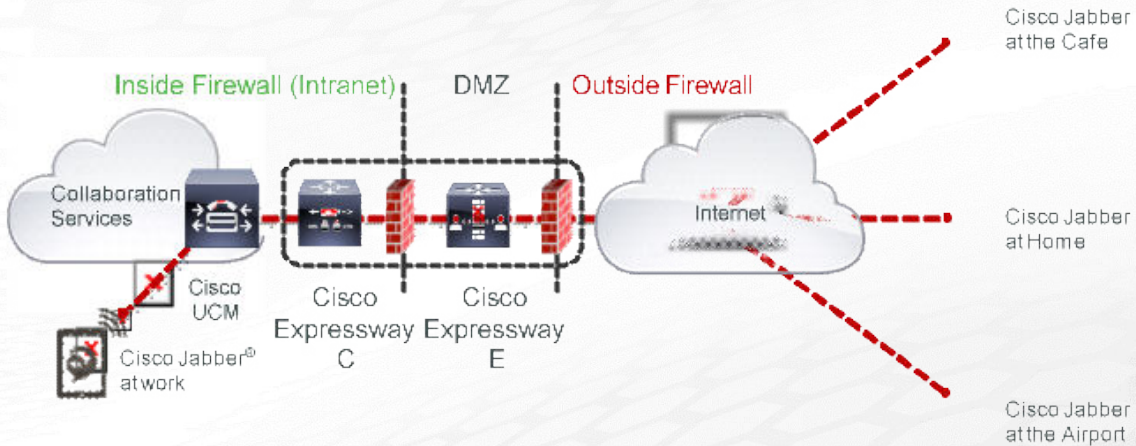 Cisco Jabber
at the Cafe
Inside Firewall (Intranet)
DMZ
Outside Firewall
Collaboration
Services
Internet
Cisco Jabber
at Home
Cisco
UCM
Cisco
Expressway
C
Cisco
Expressway
E
Cisco Jabber®
at work
Cisco Jabber
at the Airport